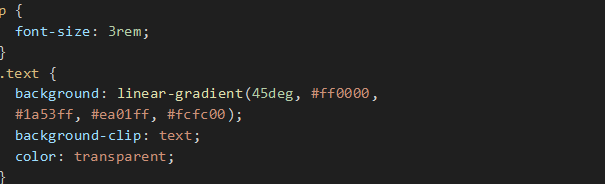 p {
font-size: 3rem;
}
.text {
background: linear-gradient(45deg, #ff0000,
#1a53ff, #ea01ff, #fcfc00);
background-clip: text;
color: transparent;
}